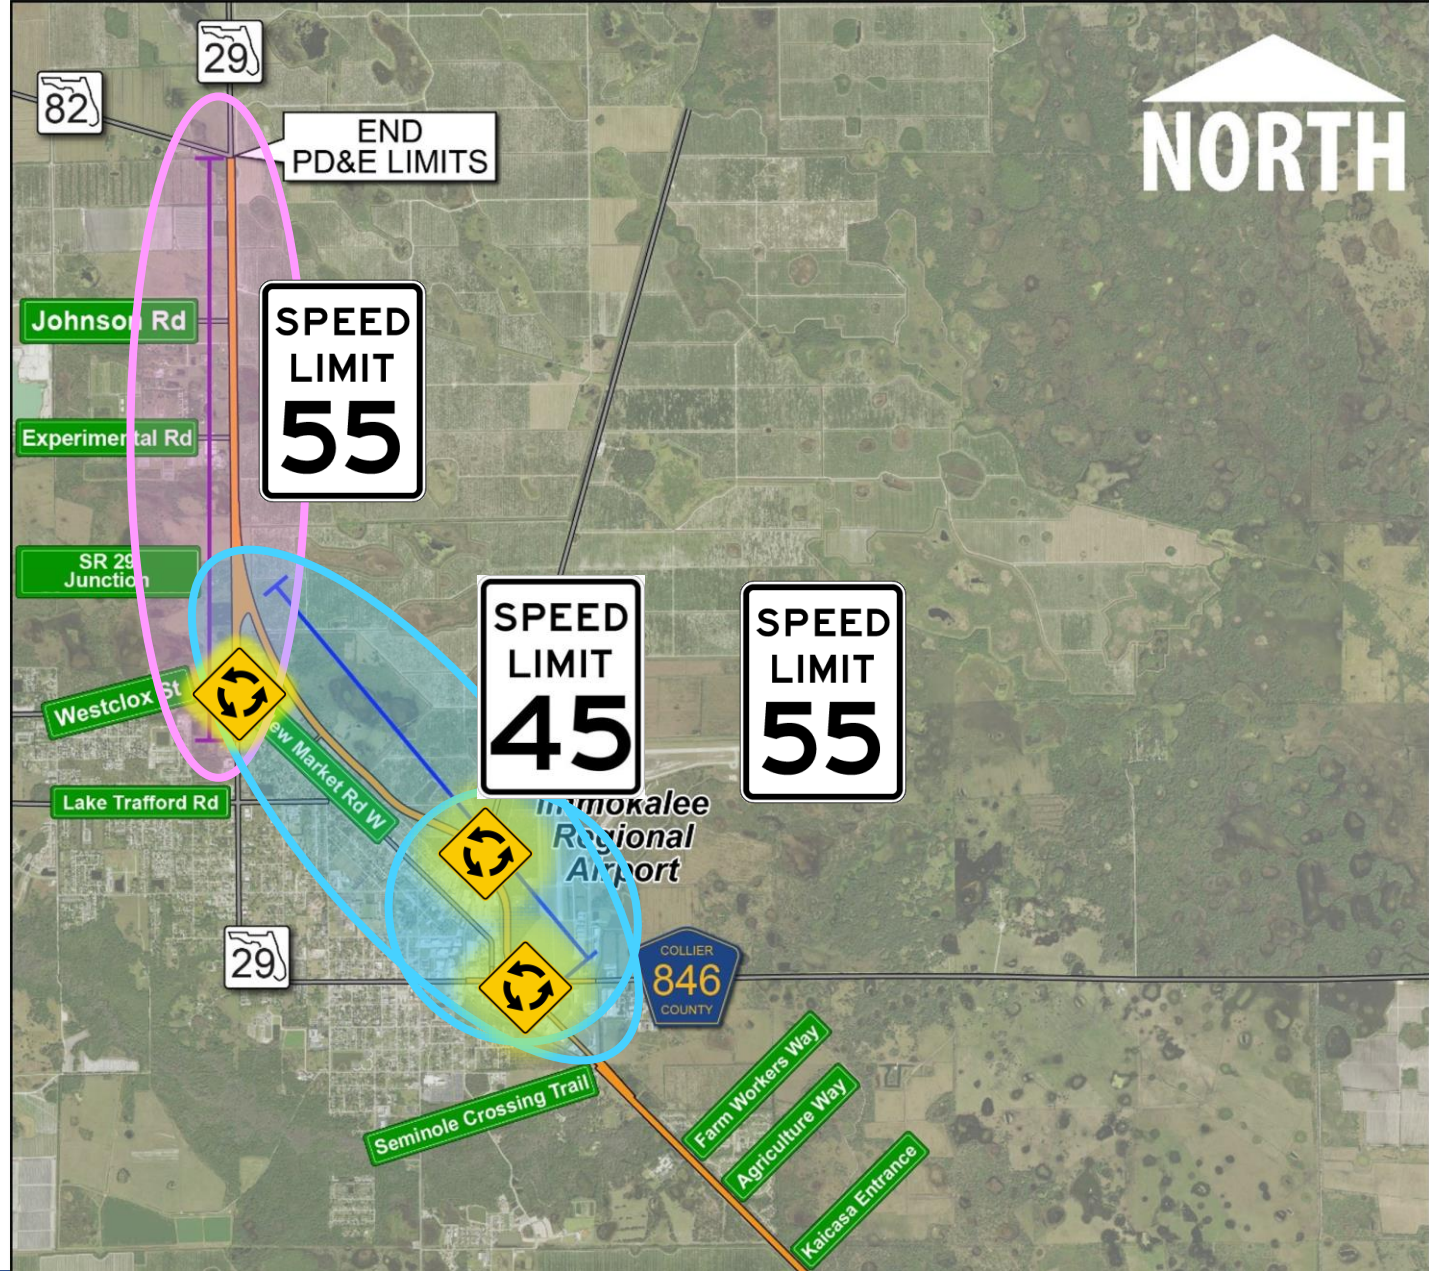 29
82
END
PD&E LIMITS
NORTH
Johnson Rd
SPEED
LIMIT
55
Experimental Rd
SR 29
Junction
SPEED
LIMIT
45
SPEED
LIMIT
55
Westclox St
ew Market Rd W
Lake Trafford Rd
Immokalee
Regional
Airport
29
COLLIER
846
COUNTY
Seminole Crossing Trail
Farm Workers Way
Agriculture Way
Kaicasa Entrance